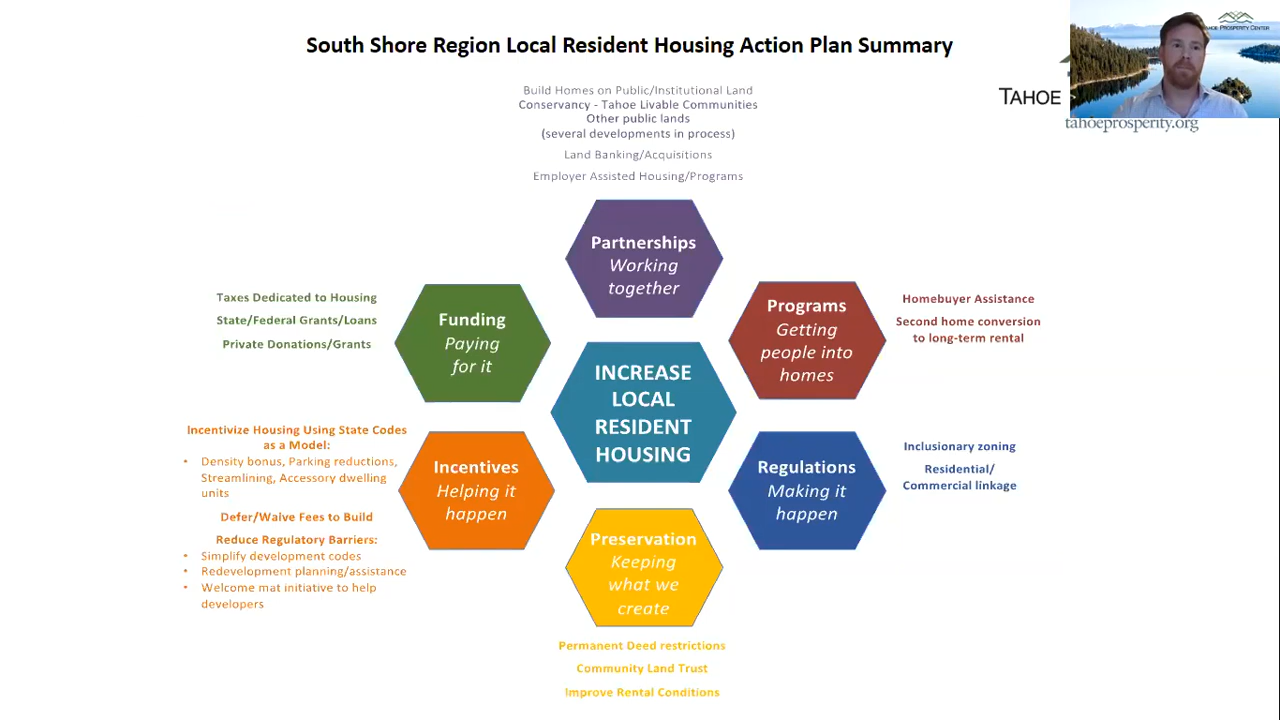 South Shore Region Local Resident Housing Action Plan Summary
TAHOE PROSPERITY CENTER
TAHOE
tahoeprosperity.org
Build Homes on Public/Institutional Land
Conservancy - Tahoe Livable Communities
Other public lands
(several developments in process)
Land Banking/Acquisitions
Employer Assisted Housing/Programs
Partnerships
Working
together
Taxes Dedicated to Housing
State/Federal Grants/Loans
Private Donations/Grants
Funding
Paying
for it
Programs
Getting
people into
homes
Homebuyer Assistance
Second home conversion
to long-term rental
INCREASE
LOCAL
RESIDENT
HOUSING
Incentivize Housing Using State Codes
as a Model:
• Density bonus, Parking reductions,
Streamlining, Accessory dwelling
units
Defer/Waive Fees to Build
Reduce Regulatory Barriers:
• Simplify development codes
• Redevelopment planning/assistance
• Welcome mat initiative to help
developers
Incentives
Helping it
happen
Regulations
Making it
happen
Inclusionary zoning
Residential/
Commercial linkage
Preservation
Keeping
what we
create
Permanent Deed restrictions
Community Land Trust
Improve Rental Conditions